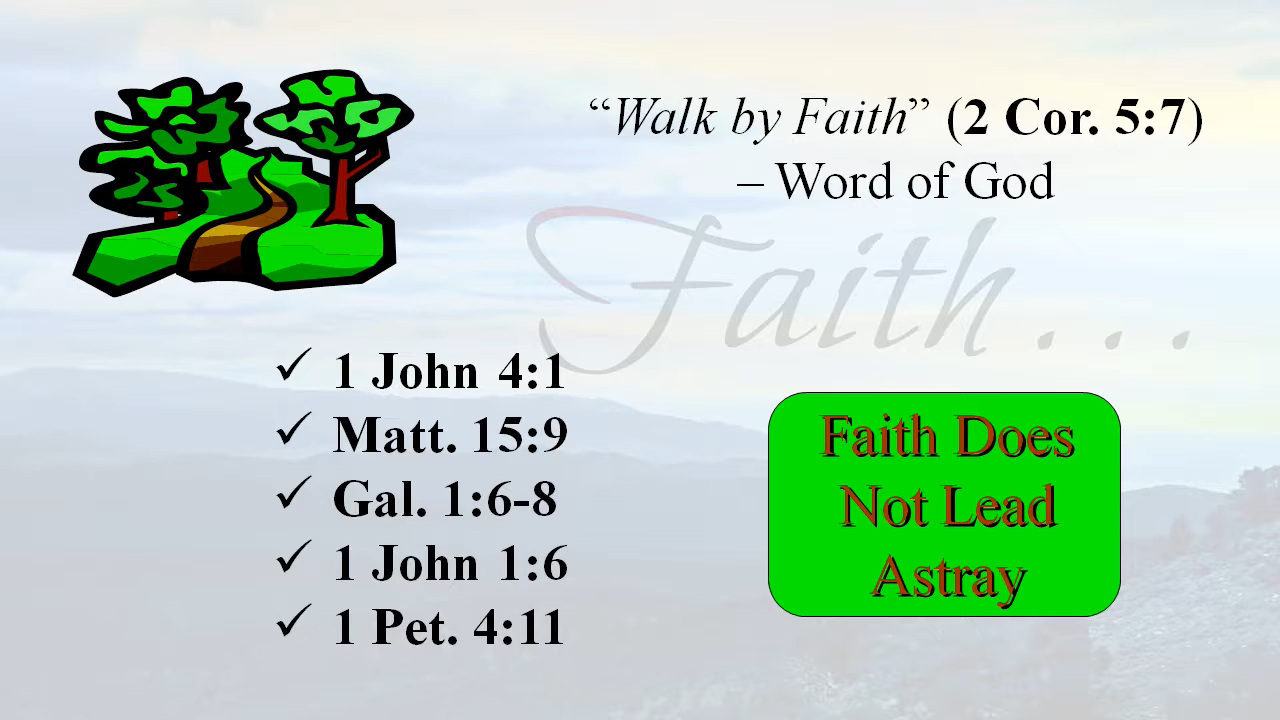 “Walk by Faith” (2 Cor. 5:7)
– Word of God
Faith . . .
✓ 1 John 4:1
✓ Matt. 15:9
✓ Gal. 1:6-8
✓ 1 John 1:6
✓ 1 Pet. 4:11
Faith Does
Not Lead
Astray